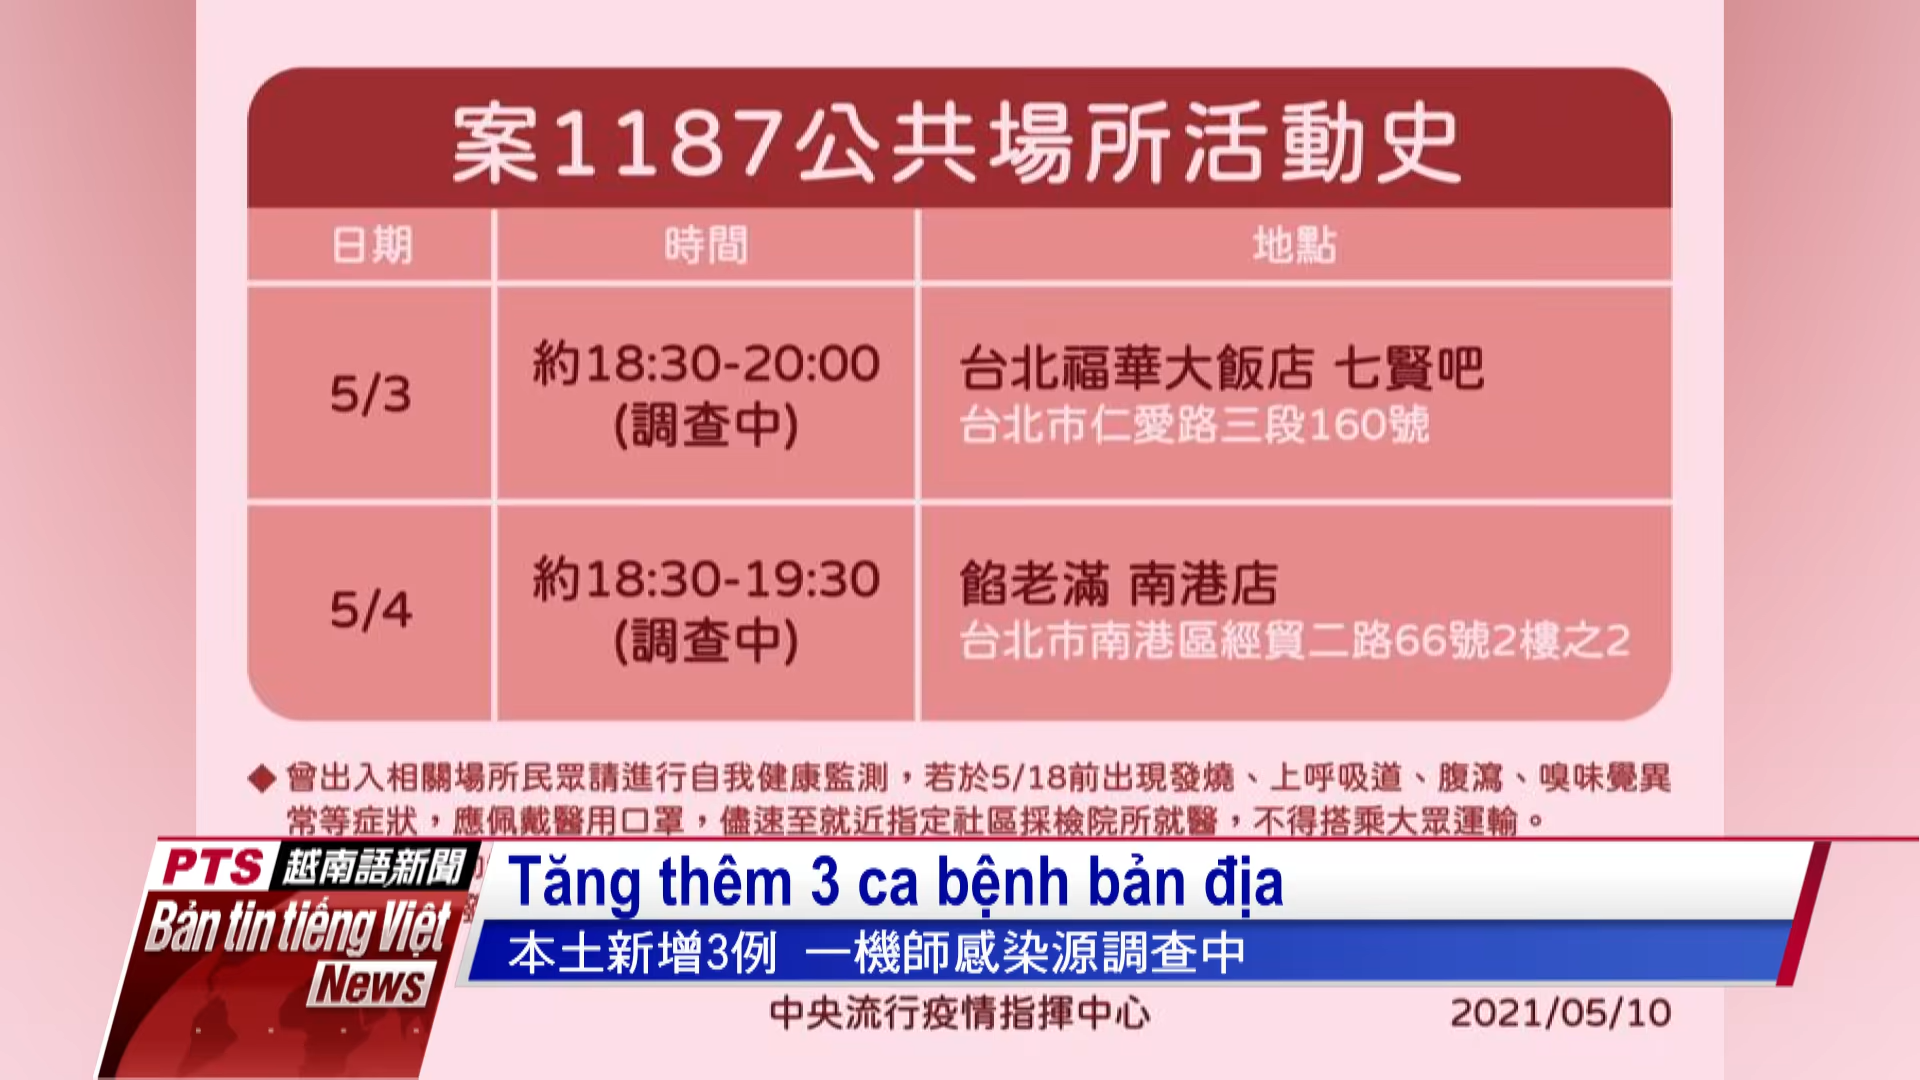 案1187公共場所活動史
日期 時間 地點
5/3 約18:30-20:00 (調查中) 台北福華大飯店 七賢吧
台北市仁愛路三段160號
5/4 約18:30-19:30 (調查中) 餡老滿 南港店
台北市南港區經貿二路66號2樓之2
◆曾出入相關場所民眾請進行自我健康監測，若於5/18前出現發燒、上呼吸道、腹瀉、嗅味覺異
常等症狀，應佩戴醫用口罩，儘速至就近指定社區採檢院所就醫，不得搭乘大眾運輸。
PTS 越南語新聞
Bản tin tiếng Việt
News
Tăng thêm 3 ca bệnh bản địa
本土新增3例 一機師感染源調查中
中央流行疫情指揮中心 2021/05/10